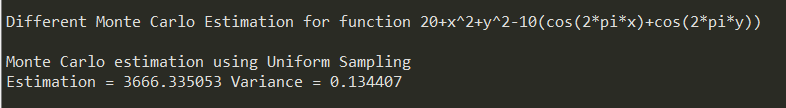 Different Monte Carlo Estimation for function 20+x^2+y^2-10(cos(2*pi*x)+cos(2*pi*y))
Monte Carlo estimation using Uniform Sampling
Estimation = 3666.335053 Variance = 0.134407